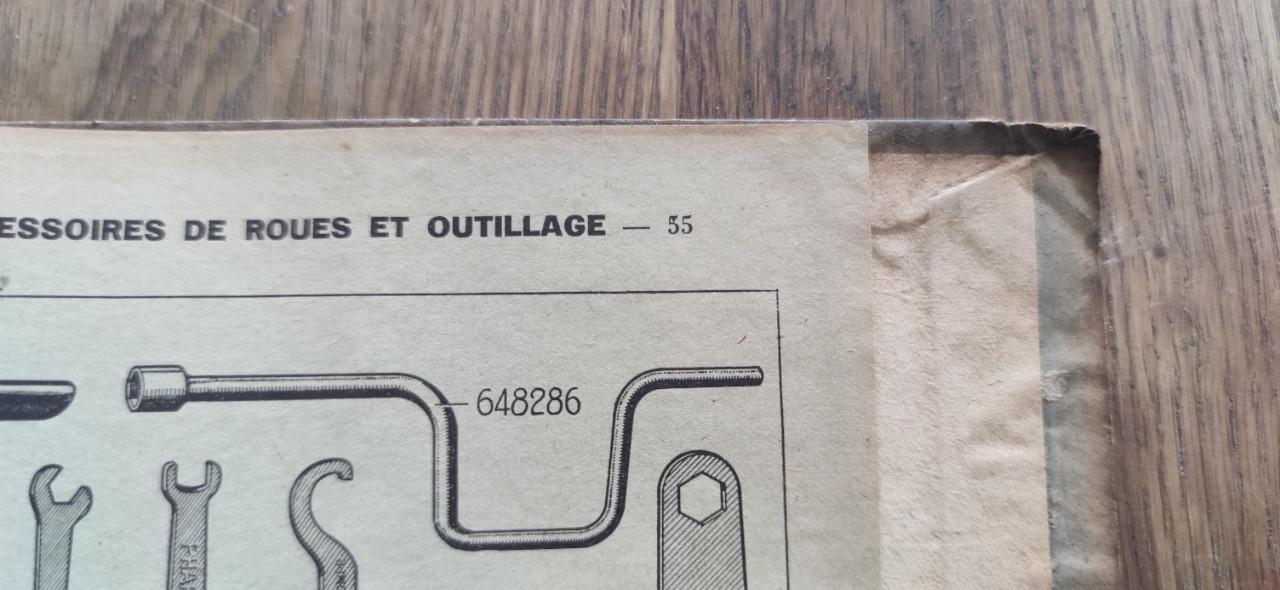 ESSOIRES DE ROUES ET OUTILLAGE — 55
648286